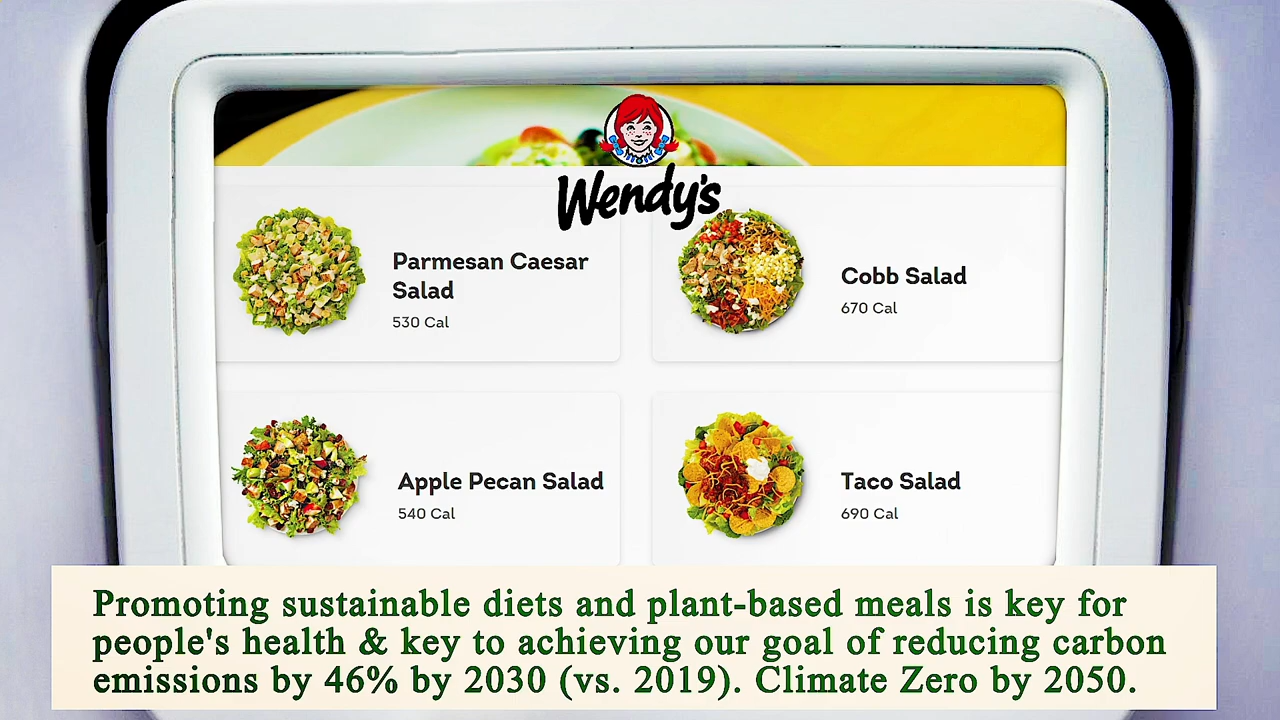 Wendy's
Parmesan Caesar
Salad
530 Cal
Cobb Salad
670 Cal
Apple Pecan Salad
540 Cal
Taco Salad
690 Cal
Promoting sustainable diets and plant-based meals is key for
people's health & key to achieving our goal of reducing carbon
emissions by 46% by 2030 (vs. 2019). Climate Zero by 2050.